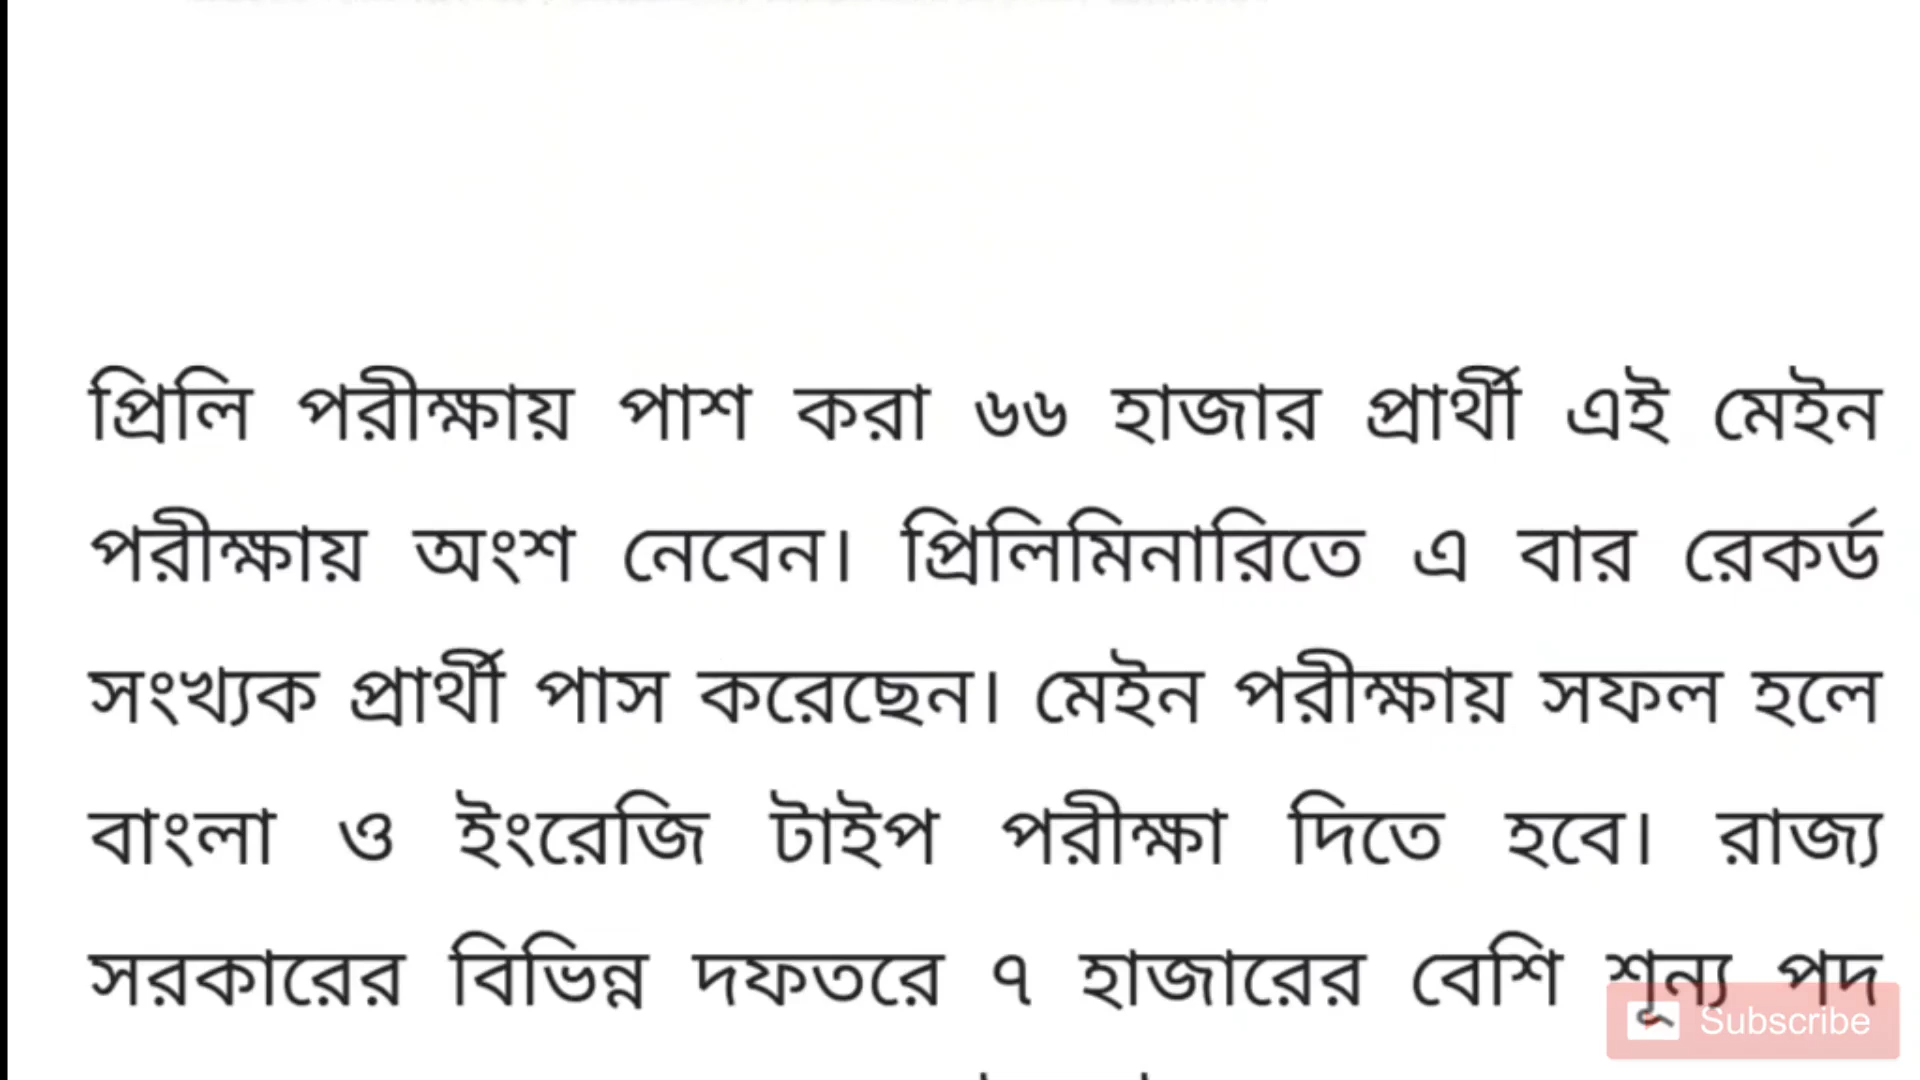 প্রিলি পরীক্ষায় পাশ করা ৬৬ হাজার প্রার্থী এই মেইন
পরীক্ষায় অংশ নেবেন। প্রিলিমিনারিতে এ বার রেকর্ড
সংখ্যক প্রার্থী পাস করেছেন। মেইন পরীক্ষায় সফল হলে
বাংলা ও ইংরেজি টাইপ পরীক্ষা দিতে হবে। রাজ্য
সরকারের বিভিন্ন দফতরে ৭ হাজারের বেশি শূন্য পদ
Subscribe